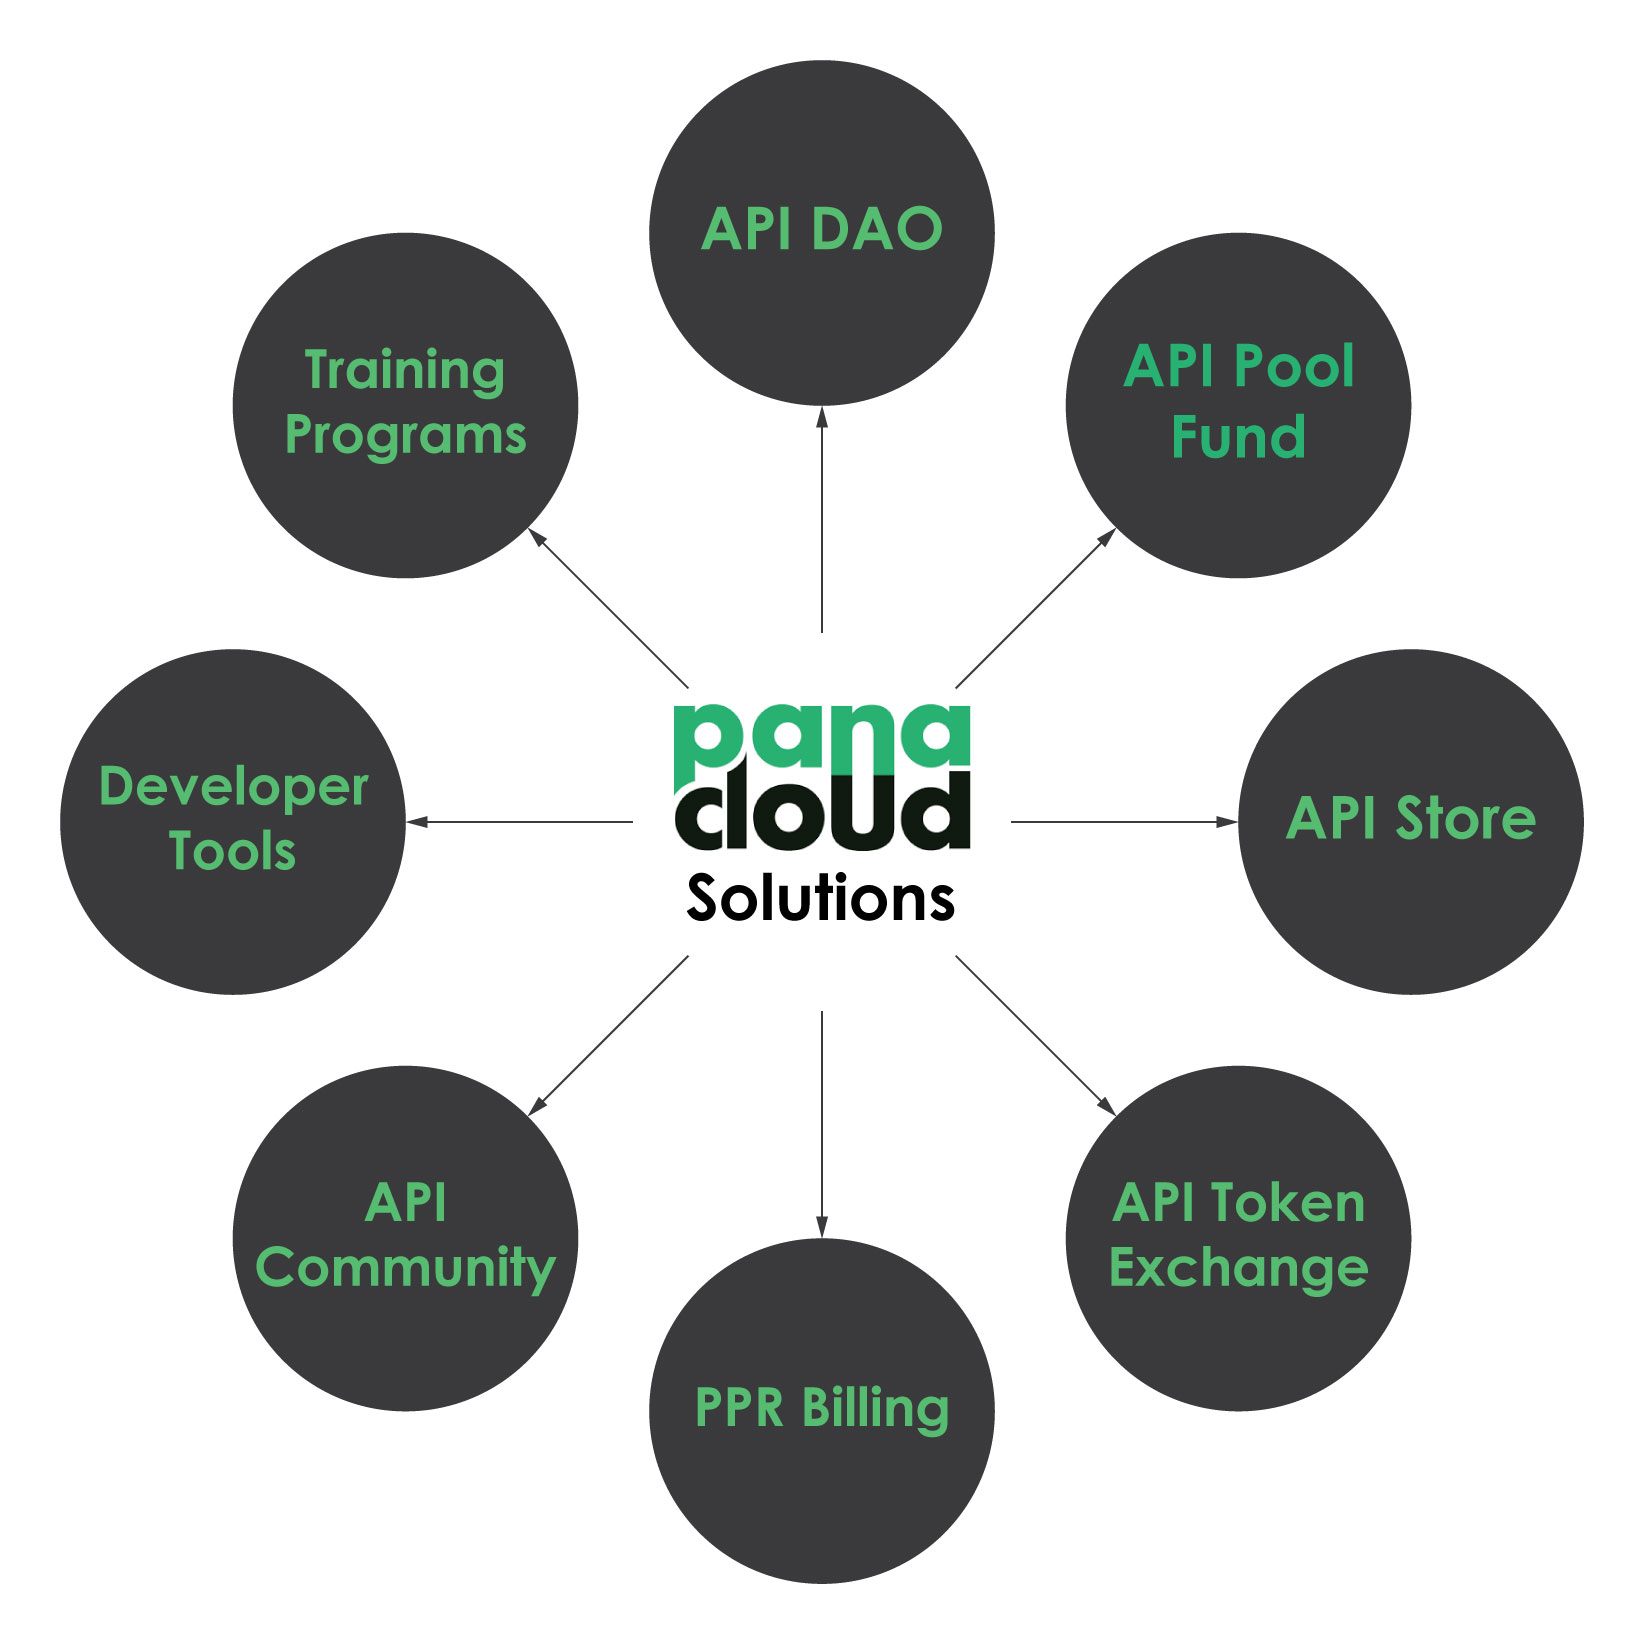 API DAO
API Pool
Fund
API Store
API Token
Exchange
PPR Billing
API
Community
Developer
Tools
Training
Programs
pana
cloud
Solutions